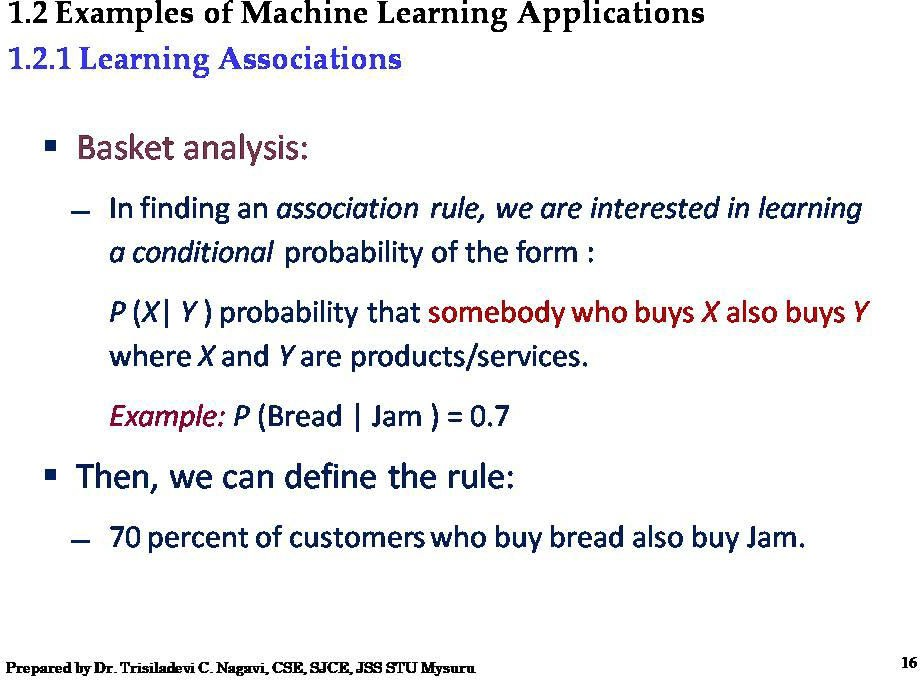 1.2 Examples of Machine Learning Applications
1.2.1 Learning Associations
▪ Basket analysis:
– In finding an association rule, we are interested in learning
a conditional probability of the form :
P (X| Y ) probability that somebody who buys X also buys Y
where X and Y are products/services.
Example: P (Bread | Jam ) = 0.7
▪ Then, we can define the rule:
– 70 percent of customers who buy bread also buy Jam.
Prepared by Dr. Trisiladevi C. Nagavi, CSE, SJCE, JSS STU Mysuru
16